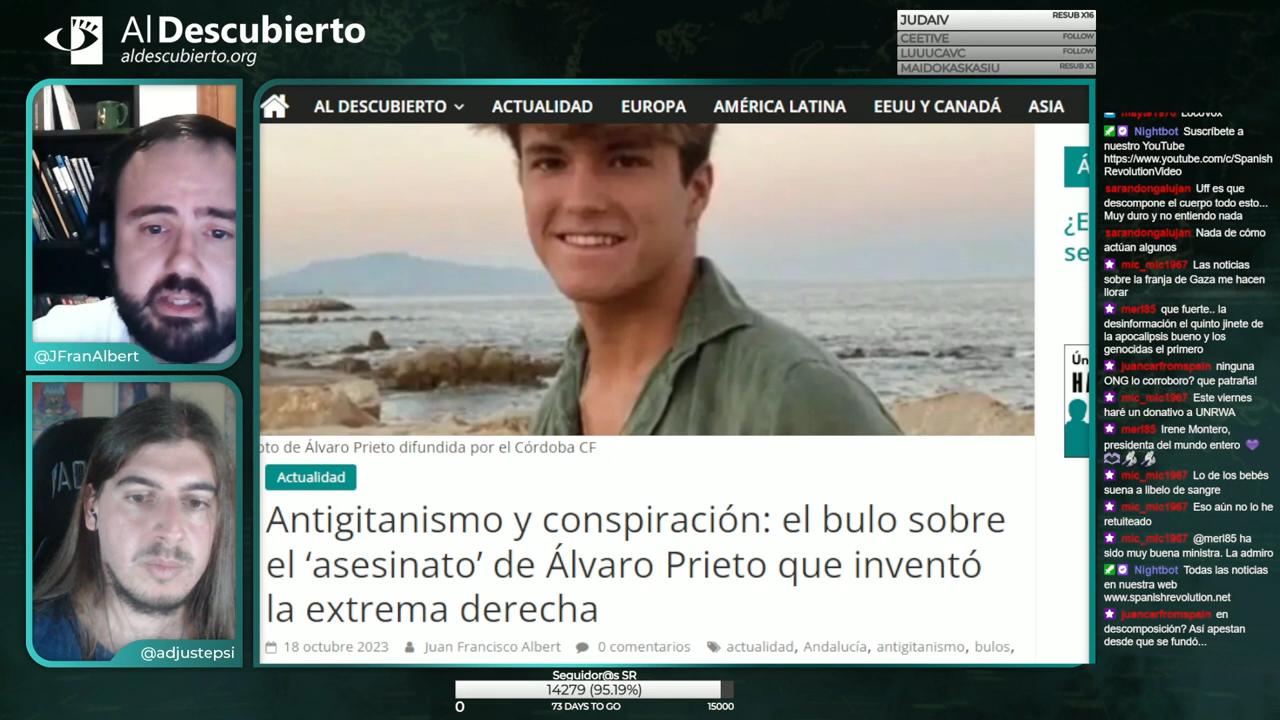 Al Descubierto
aldescubierto.org
JUDAIV RESUB X16
CEETIVE FOLLOW
LUUUCAVC FOLLOW
MAIDOKASKASIU RESUB X3
AL DESCUBIERTO ACTUALIDAD EUROPA AMÉRICA LATINA EEUU Y CANADÁ ASIA
@JFranAlbert
@adjustepsi
oto de Álvaro Prieto difundida por el Córdoba CF
Actualidad
Antigitanismo y conspiración: el bulo sobre
el ‘asesinato’ de Álvaro Prieto que inventó
la extrema derecha
18 octubre 2023 Juan Francisco Albert 0 comentarios actualidad, Andalucía, antigitanismo, bulos,
Á
¿E
se
Ún
HA
Nightbot Suscríbete a
nuestro YouTube
https://www.youtube.com/c/Spanish
RevolutionVideo
sarandongalujan Uff es que
descompone el cuerpo todo esto...
Muy duro y no entiendo nada
sarandongalujan Nada de cómo
actúan algunos
mic_mic1967 Las noticias
sobre la franja de Gaza me hacen
llorar
merl85 que fuerte.. la
desinformación el quinto jinete de
la apocalipsis bueno y los
genocidas el primero
juancarfromspain ninguna
ONG lo corroboro? que patraña!
mic_mic1967 Este viernes
haré un donativo a UNRWA
merl85 Irene Montero,
presidenta del mundo entero
mic_mic1967 Lo de los bebés
suena a libelo de sangre
mic_mic1967 Eso aún no lo he
retuiteado
mic_mic1967 @merl85 ha
sido muy buena ministra. La admiro
Nightbot Todas las noticias
en nuestra web
www.spanishrevolution.net
juancarfromspain en
descomposición? Así apestan
desde que se fundó...
Seguidor@s SR
14279 (95.19%)
0 73 DAYS TO GO 15000